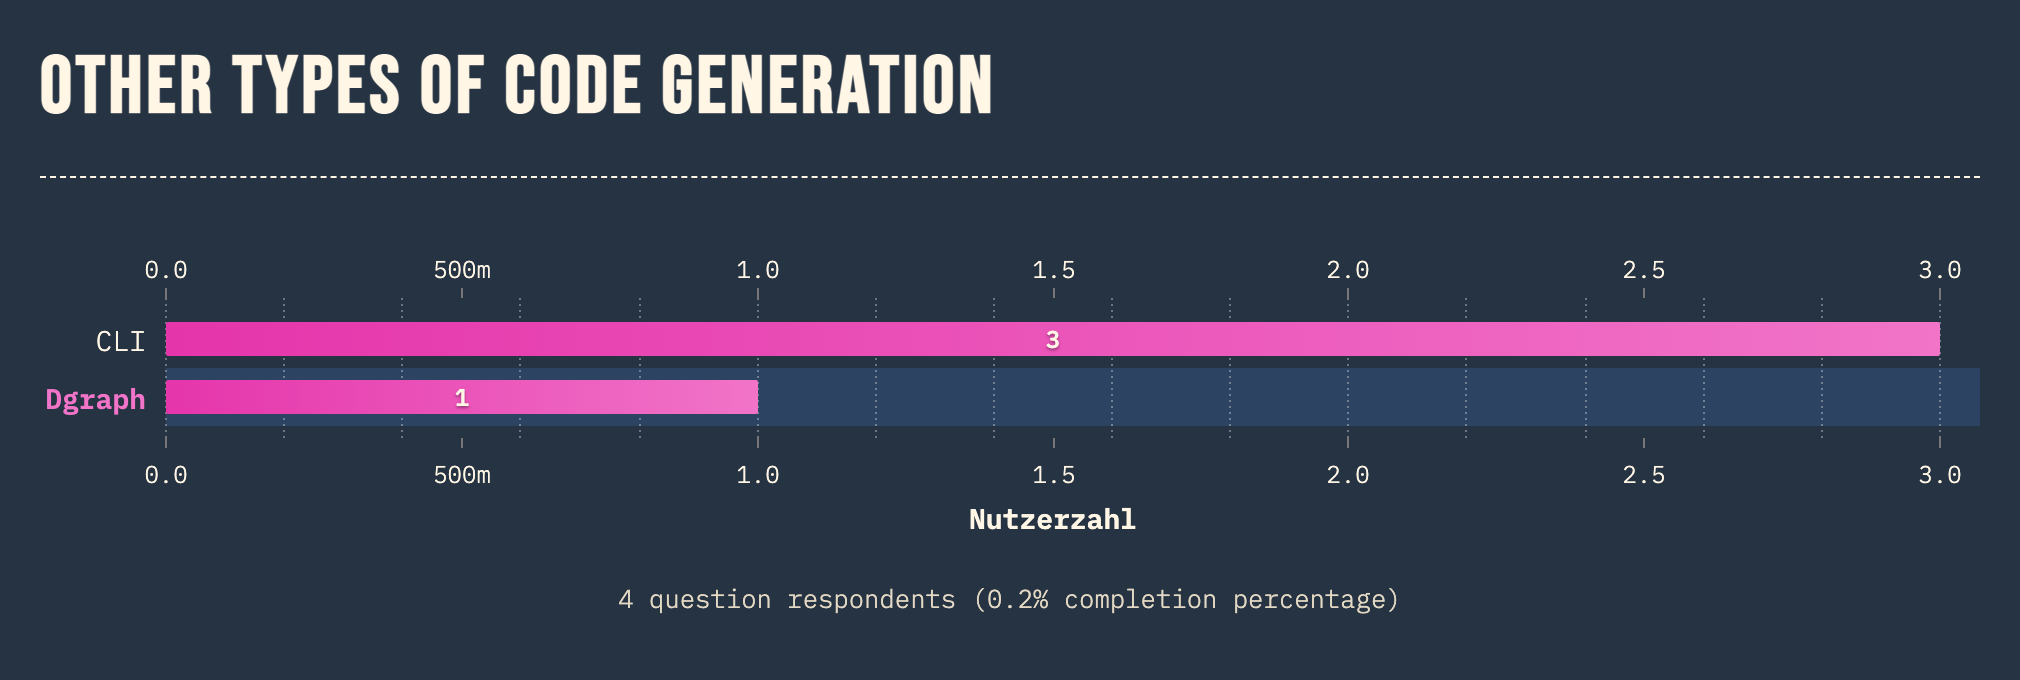 OTHER TYPES OF CODE GENERATION
0.0 500m 1.0 1.5 2.0 2.5 3.0
CLI 3
Dgraph 1
0.0 500m 1.0 1.5 2.0 2.5 3.0
Nutzerzahl
4 question respondents (0.2% completion percentage)